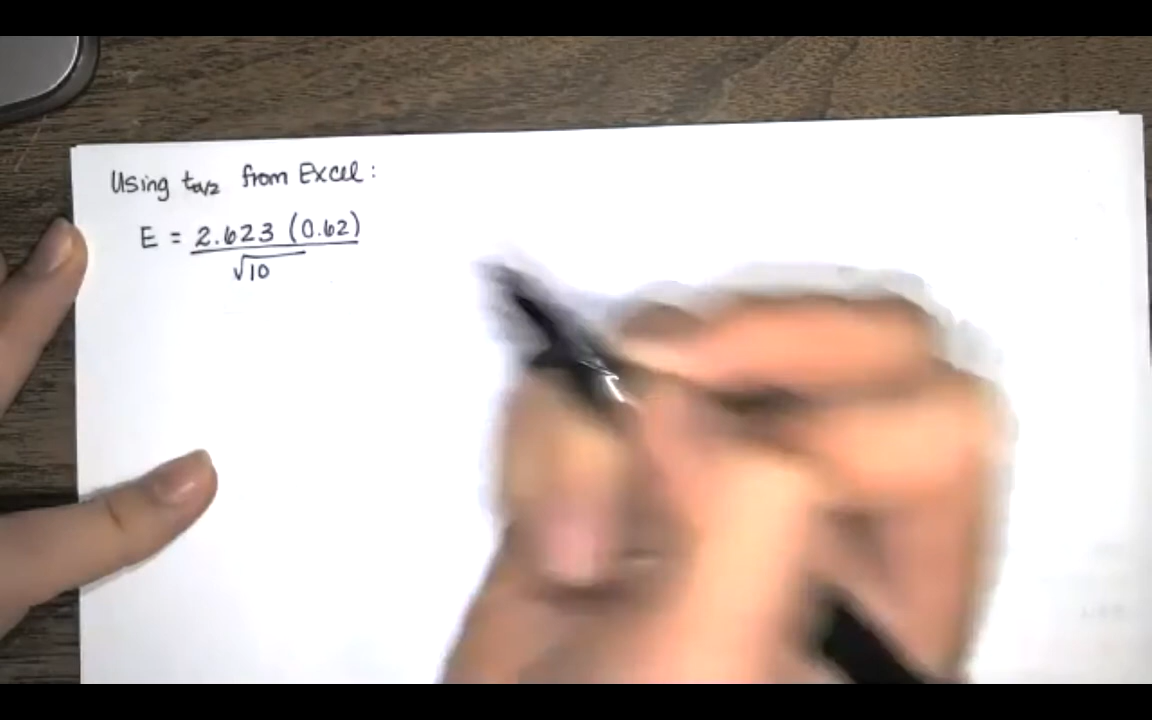 Using tα/2 from Excel:
E = 2.623 (0.62)
√10